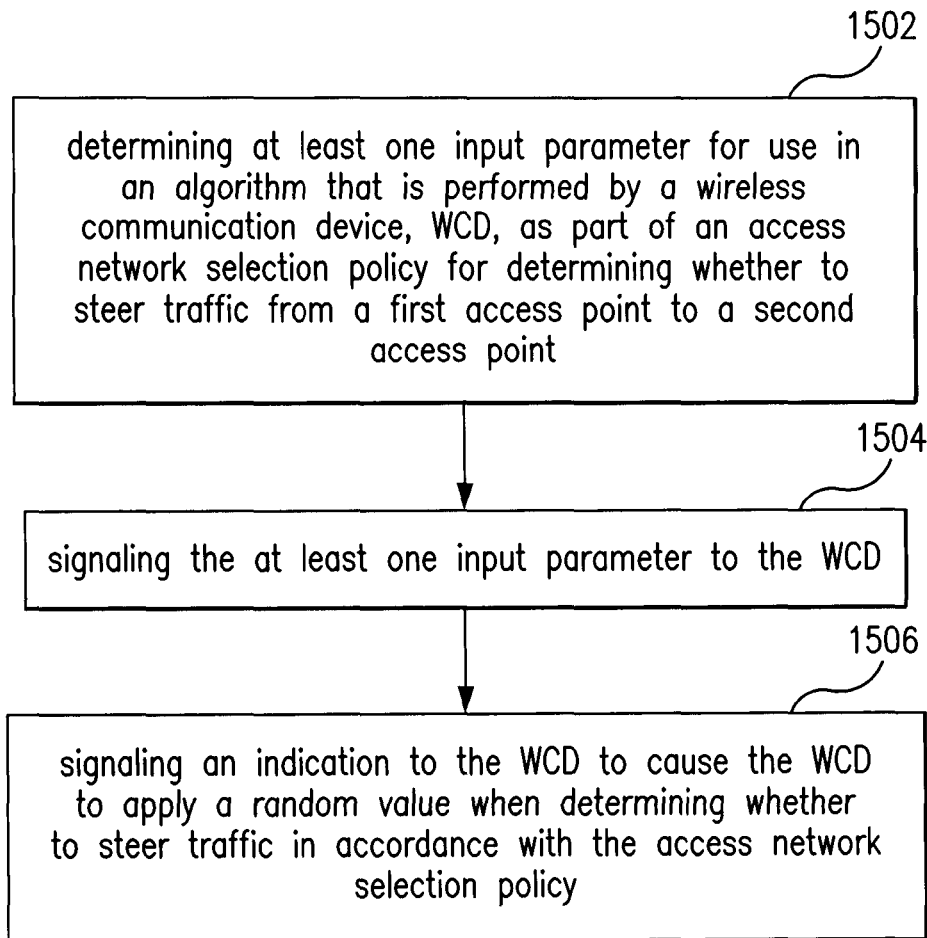 1502
determining at least one input parameter for use in
an algorithm that is performed by a wireless
communication device, WCD, as part of an access
network selection policy for determining whether to
steer traffic from a first access point to a second
access point
1504
signaling the at least one input parameter to the WCD
1506
signaling an indication to the WCD to cause the WCD
to apply a random value when determining whether
to steer traffic in accordance with the access network
selection policy